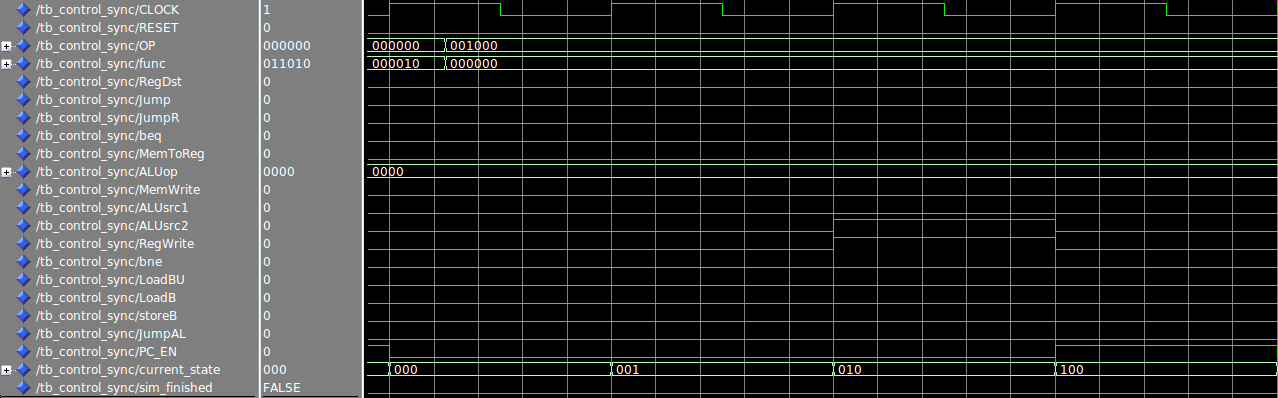 /tb_control_sync/CLOCK 1
/tb_control_sync/RESET 0
/tb_control_sync/OP 000000 000000 001000
/tb_control_sync/func 011010 000010 000000
/tb_control_sync/RegDst 0
/tb_control_sync/Jump 0
/tb_control_sync/JumpR 0
/tb_control_sync/beq 0
/tb_control_sync/MemToReg 0
/tb_control_sync/ALUop 0000 0000
/tb_control_sync/MemWrite 0
/tb_control_sync/ALUsrc1 0
/tb_control_sync/ALUsrc2 0
/tb_control_sync/RegWrite 0
/tb_control_sync/bne 0
/tb_control_sync/LoadBU 0
/tb_control_sync/LoadB 0
/tb_control_sync/storeB 0
/tb_control_sync/JumpAL 0
/tb_control_sync/PC_EN 0
/tb_control_sync/current_state 000 000 001 010 100
/tb_control_sync/sim_finished FALSE